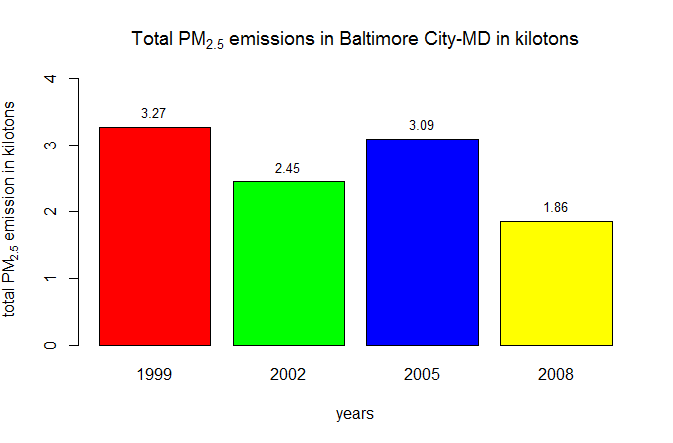 Total PM2.5 emissions in Baltimore City-MD in kilotons
total PM2.5 emission in kilotons
4
3
2
1
0
3.27
2.45
3.09
1.86
1999 2002 2005 2008
years